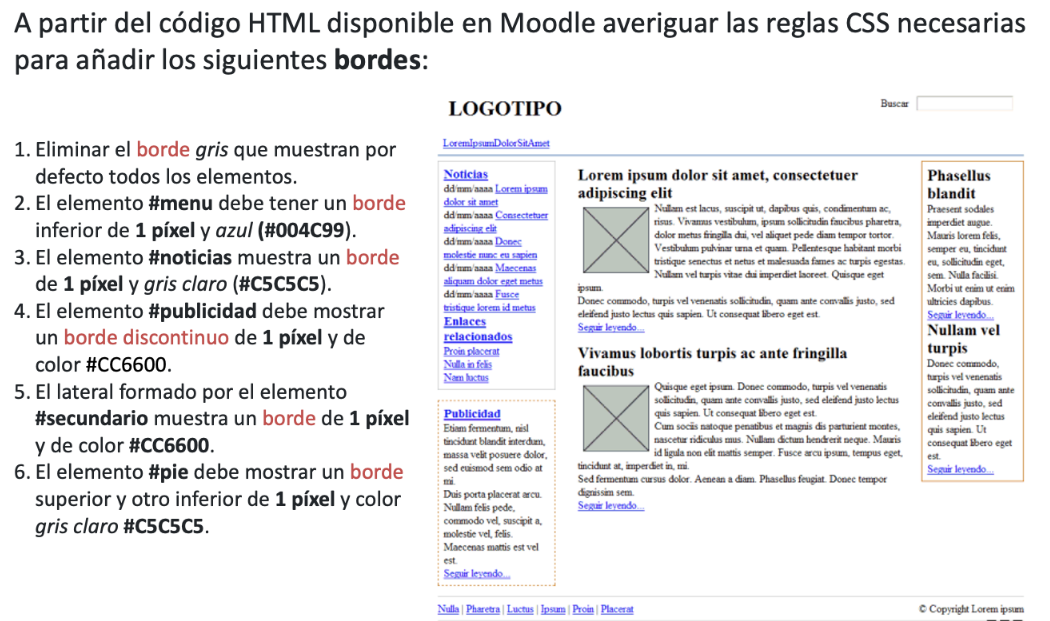 A partir del código HTML disponible en Moodle averiguar las reglas CSS necesarias
para añadir los siguientes bordes:
1. Eliminar el borde gris que muestran por
defecto todos los elementos.
2. El elemento #menu debe tener un borde
inferior de 1 píxel y azul (#004C99).
3. El elemento #noticias muestra un borde
de 1 píxel y gris claro (#C5C5C5).
4. El elemento #publicidad debe mostrar
un borde discontinuo de 1 píxel y de
color #CC6600.
5. El lateral formado por el elemento
#secundario muestra un borde de 1 píxel
y de color #CC6600.
6. El elemento #pie debe mostrar un borde
superior y otro inferior de 1 píxel y color
gris claro #C5C5C5.
LOGOTIPO
Buscar
LoremIpsumDolorSitAmet
Noticias
dd/mm/aaaa Lorem ipsum
dolor sit amet
dd/mm/aaaa Consectetuer
adipiscing elit
dd/mm/aaaa Donec
molestie nunc eu sapien
dd/mm/aaaa Maecenas
aliquam dolor eget metus
dd/mm/aaaa Fusce
tristique lorem id metus
Enlaces
relacionados
Proin placerat
Nulla in felis
Nam luctus
Publicidad
Etiam fermentum, nisl
tincidunt blandit interdum,
massa velit posuere dolor,
sed euismod sem odio at
mi.
Duis porta placerat arcu.
Nullam felis pede,
commodo vel, suscipit a,
molestie vel, felis.
Maecenas mattis est vel
est.
Seguir leyendo...
Lorem ipsum dolor sit amet, consectetuer
adipiscing elit
Nullam est lacus, suscipit ut, dapibus quis, condimentum ac,
risus. Vivamus vestibulum, ipsum sollicitudin faucibus pharetra,
dolor metus fringilla dui, vel aliquet pede diam tempor tortor.
Vestibulum pulvinar urna et quam. Pellentesque habitant morbi
tristique senectus et netus et malesuada fames ac turpis egestas.
Nullam vel turpis vitae dui imperdiet laoreet. Quisque eget
ipsum.
Donec commodo, turpis vel venenatis sollicitudin, quam ante convallis justo, sed
eleifend justo lectus quis sapien. Ut consequat libero eget est.
Seguir leyendo...
Vivamus lobortis turpis ac ante fringilla
faucibus
Quisque eget ipsum. Donec commodo, turpis vel venenatis
sollicitudin, quam ante convallis justo, sed eleifend justo lectus
quis sapien. Ut consequat libero eget est.
Cum sociis natoque penatibus et magnis dis parturient montes,
nascetur ridiculus mus. Nullam dictum hendrerit neque. Mauris
id ligula non elit mattis semper. Fusce arcu ipsum, tempus eget,
tincidunt at, imperdiet in, mi.
Sed fermentum cursus dolor. Aenean a diam. Phasellus feugiat. Donec tempor
dignissim sem.
Seguir leyendo...
Phasellus
blandit
Praesent sodales
imperdiet augue.
Mauris lorem felis,
semper eu, tincidunt
eu, sollicitudin eget,
sem. Nulla facilisi.
Morbi ut enim ut enim
ultricies dapibus.
Seguir leyendo...
Nullam vel
turpis
Donec commodo,
turpis vel venenatis
sollicitudin, quam ante
convallis justo, sed
eleifend justo lectus
quis sapien. Ut
consequat libero eget
est.
Seguir leyendo...
Nulla | Pharetra | Luctus | Ipsum | Proin | Placerat
© Copyright Lorem ipsum